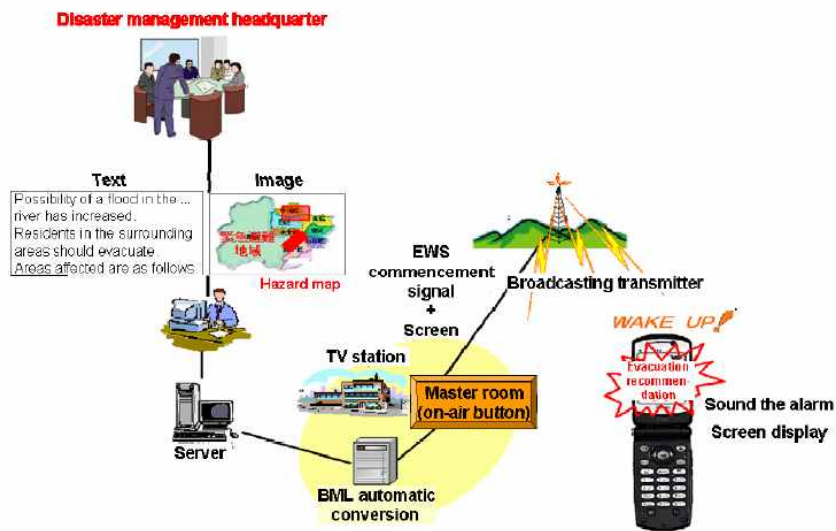 Disaster management headquarter
Text
Image
Possibility of a flood in the ...
river has increased.
Residents in the surrounding
areas should evacuate
Areas affected are as follows
地域
Hazard map
EWS
commencement
signal
+
Screen
Broadcasting transmitter
WAKE UP!
Evacuation
recommen-
dation
Sound the alarm
Screen display
TV station
Master room
(on-air button)
Server
BML automatic
conversion